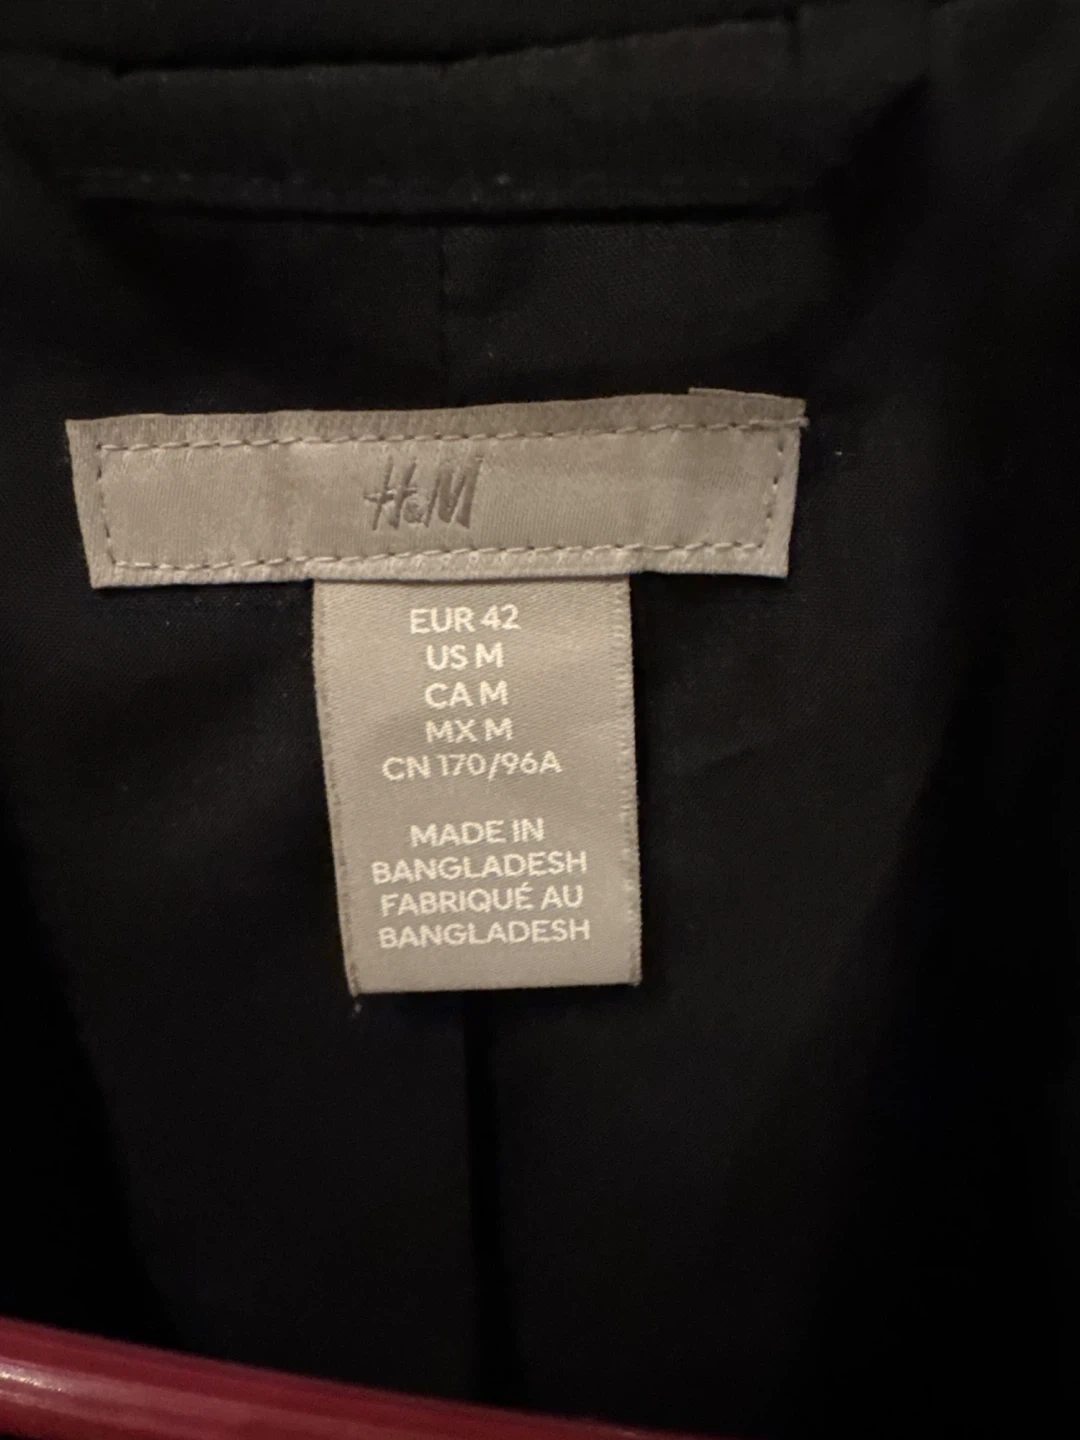 H&M
EUR 42
US M
CA M
MX M
CN 170/96A
MADE IN
BANGLADESH
FABRIQUÉ AU
BANGLADESH